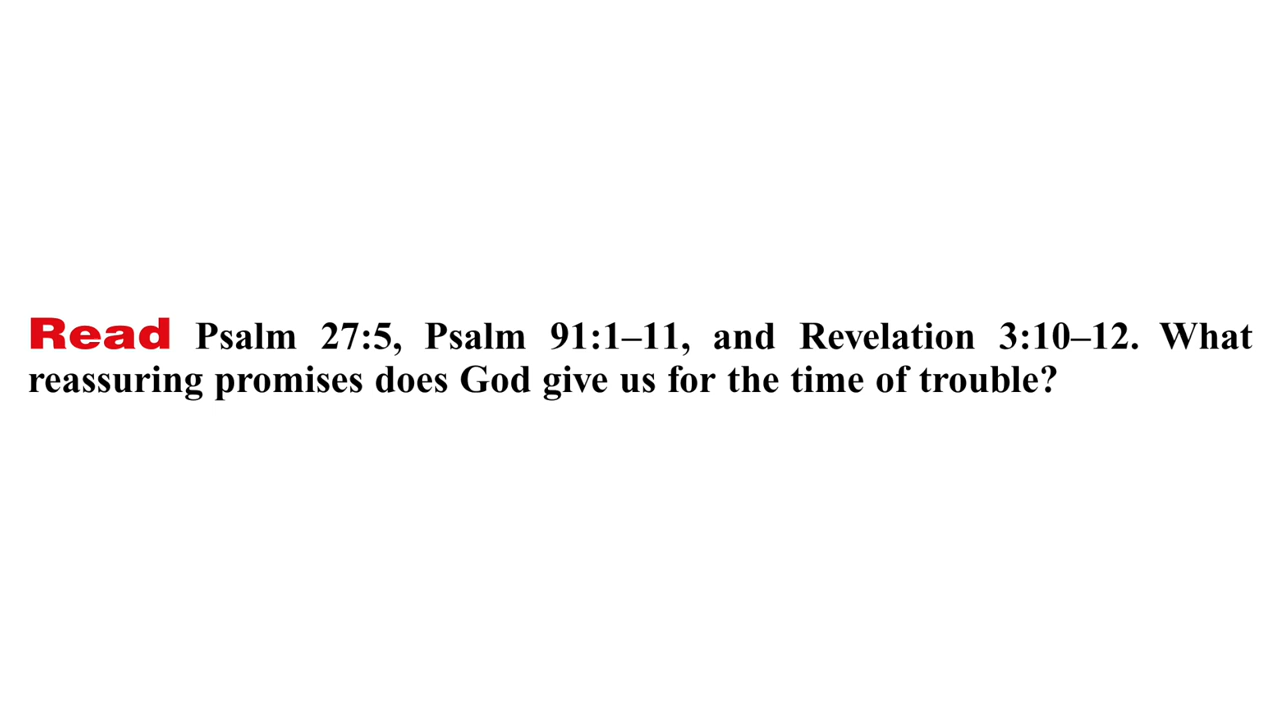 Read Psalm 27:5, Psalm 91:1–11, and Revelation 3:10–12. What
reassuring promises does God give us for the time of trouble?